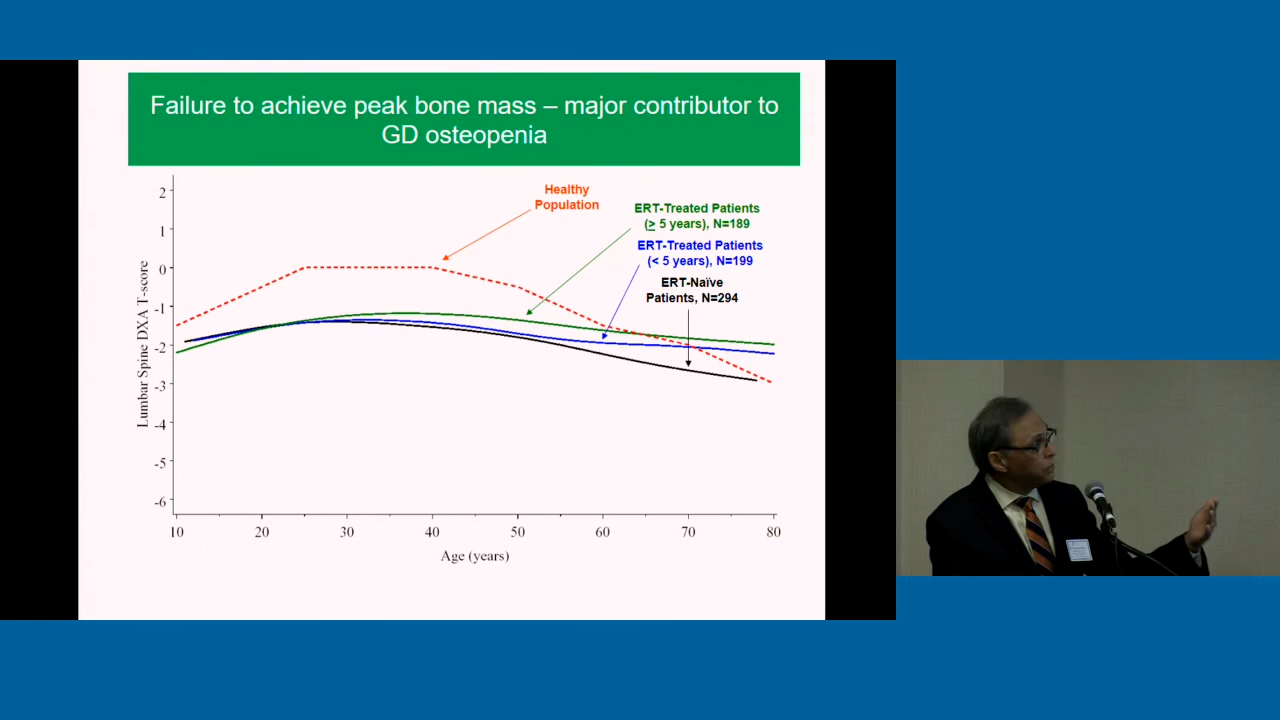 Failure to achieve peak bone mass – major contributor to
GD osteopenia
Healthy
Population
ERT-Treated Patients
(≥ 5 years), N=189
ERT-Treated Patients
(< 5 years), N=199
ERT-Naïve
Patients, N=294
Lumbar Spine DXA T-score
2
1
0
-1
-2
-3
-4
-5
-6
10 20 30 40 50 60 70 80
Age (years)